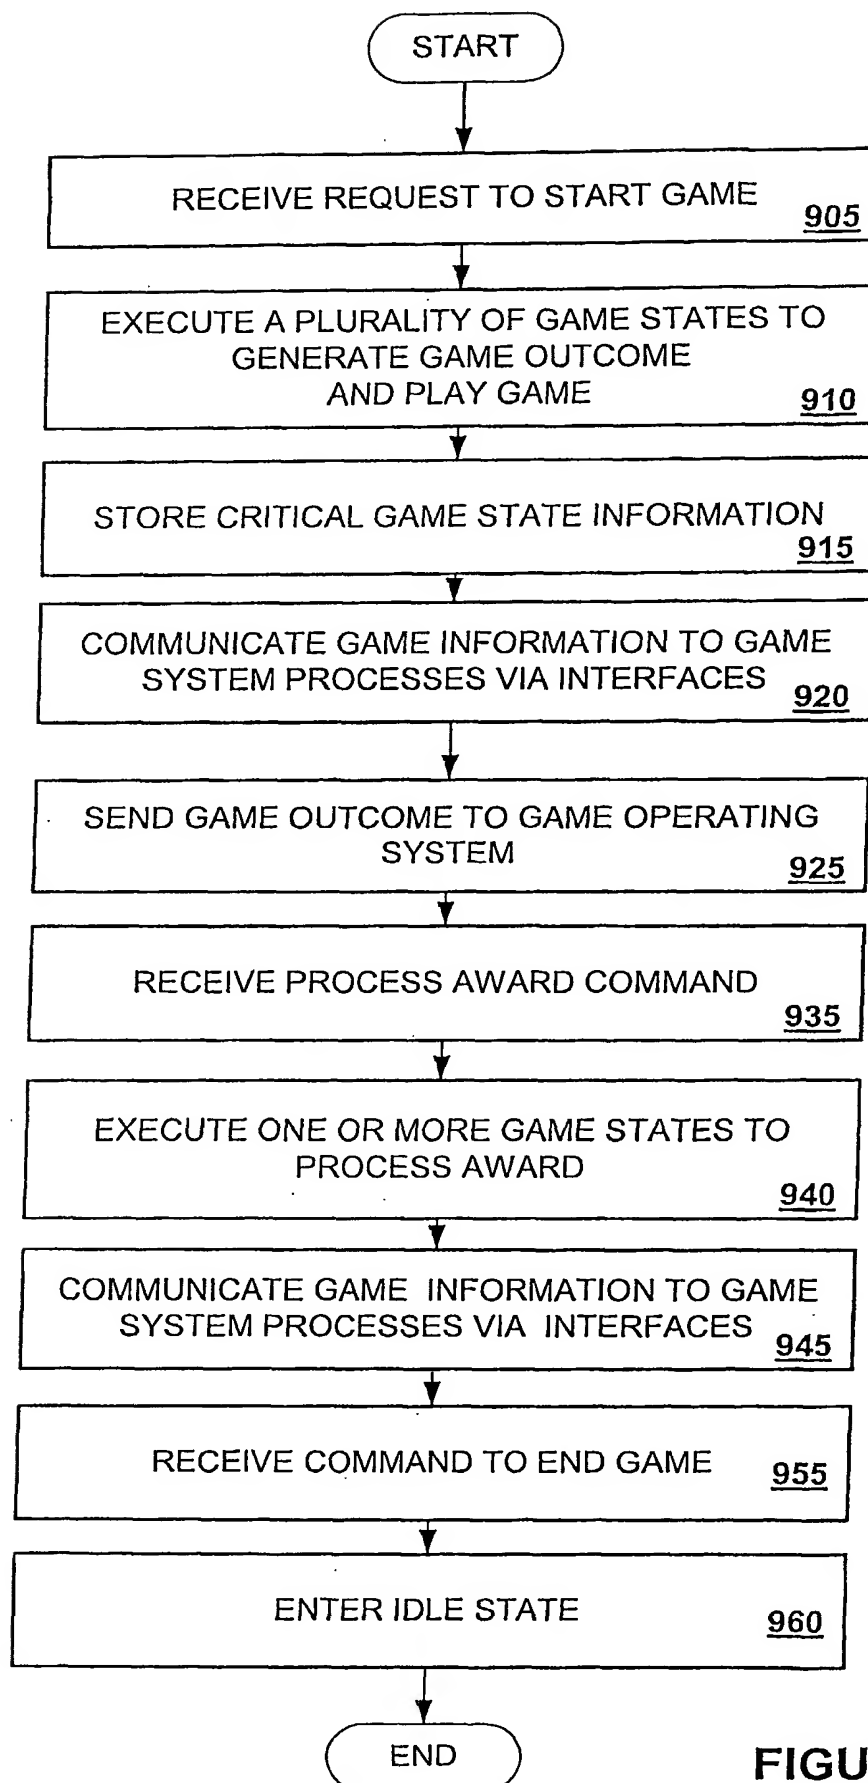 START
RECEIVE REQUEST TO START GAME
905
EXECUTE A PLURALITY OF GAME STATES TO
GENERATE GAME OUTCOME
AND PLAY GAME
910
STORE CRITICAL GAME STATE INFORMATION
915
COMMUNICATE GAME INFORMATION TO GAME
SYSTEM PROCESSES VIA INTERFACES
920
SEND GAME OUTCOME TO GAME OPERATING
SYSTEM
925
RECEIVE PROCESS AWARD COMMAND
935
EXECUTE ONE OR MORE GAME STATES TO
PROCESS AWARD
940
COMMUNICATE GAME INFORMATION TO GAME
SYSTEM PROCESSES VIA INTERFACES
945
RECEIVE COMMAND TO END GAME
955
ENTER IDLE STATE
960
END
FIGU